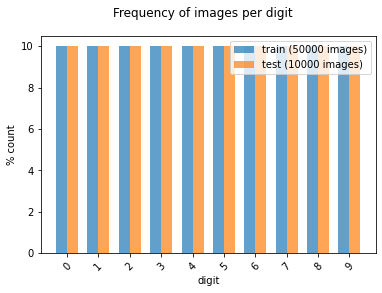 Frequency of images per digit
train (50000 images)
test (10000 images)
% count
10
8
6
4
2
0
0 1 2 3 4 5 6 7 8 9
digit